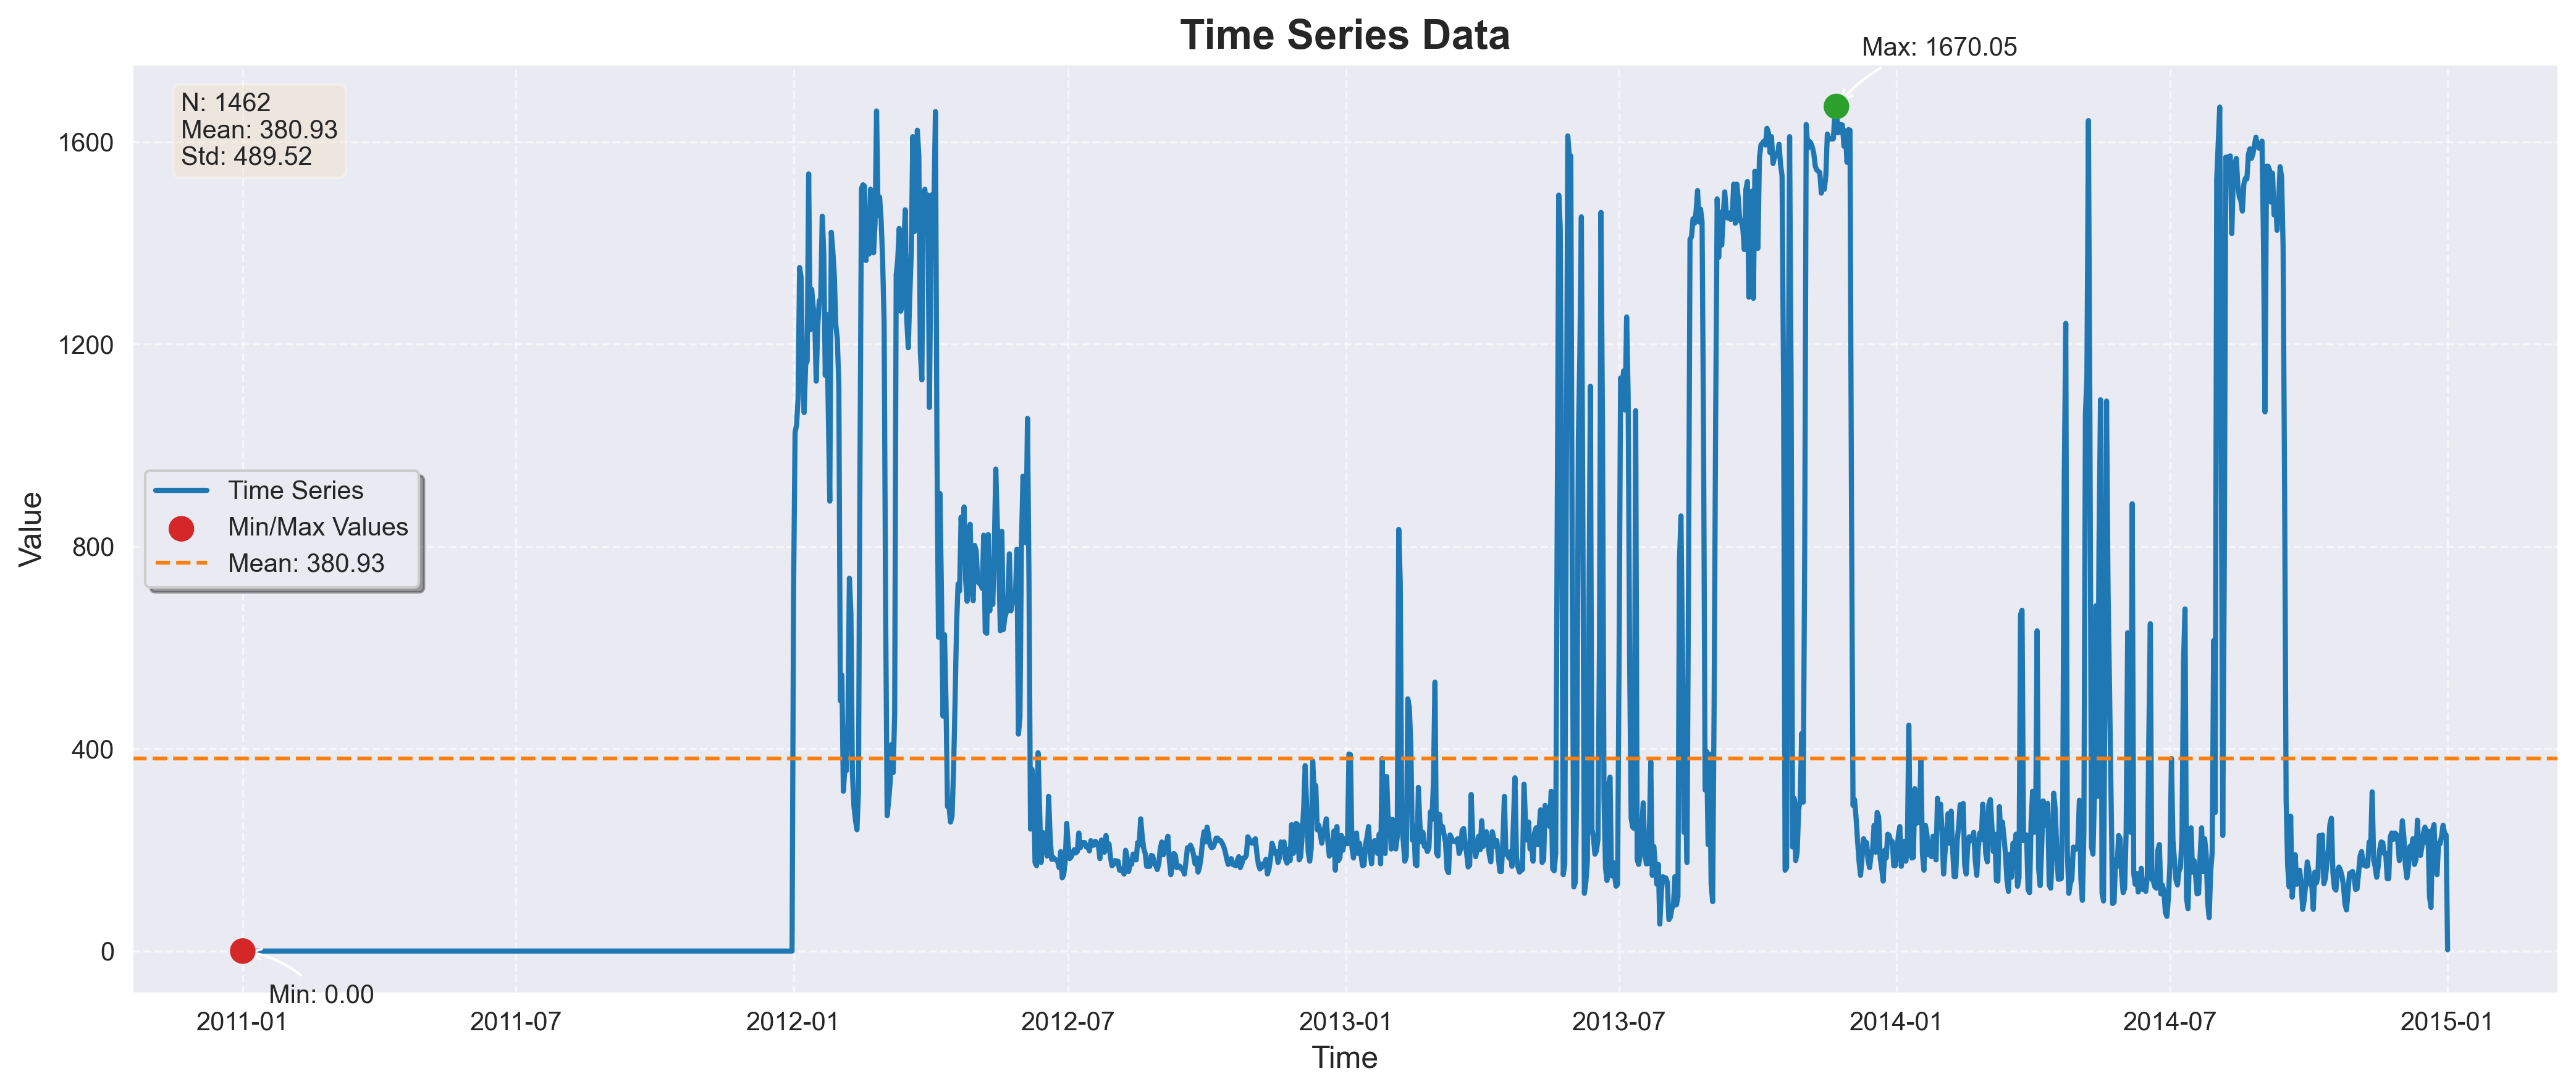 Time Series Data
Max: 1670.05
N: 1462
Mean: 380.93
Std: 489.52
1600
1200
800
400
0
Value
Time Series
Min/Max Values
Mean: 380.93
Min: 0.00
2011-01
2011-07
2012-01
2012-07
2013-01
2013-07
2014-01
2014-07
2015-01
Time